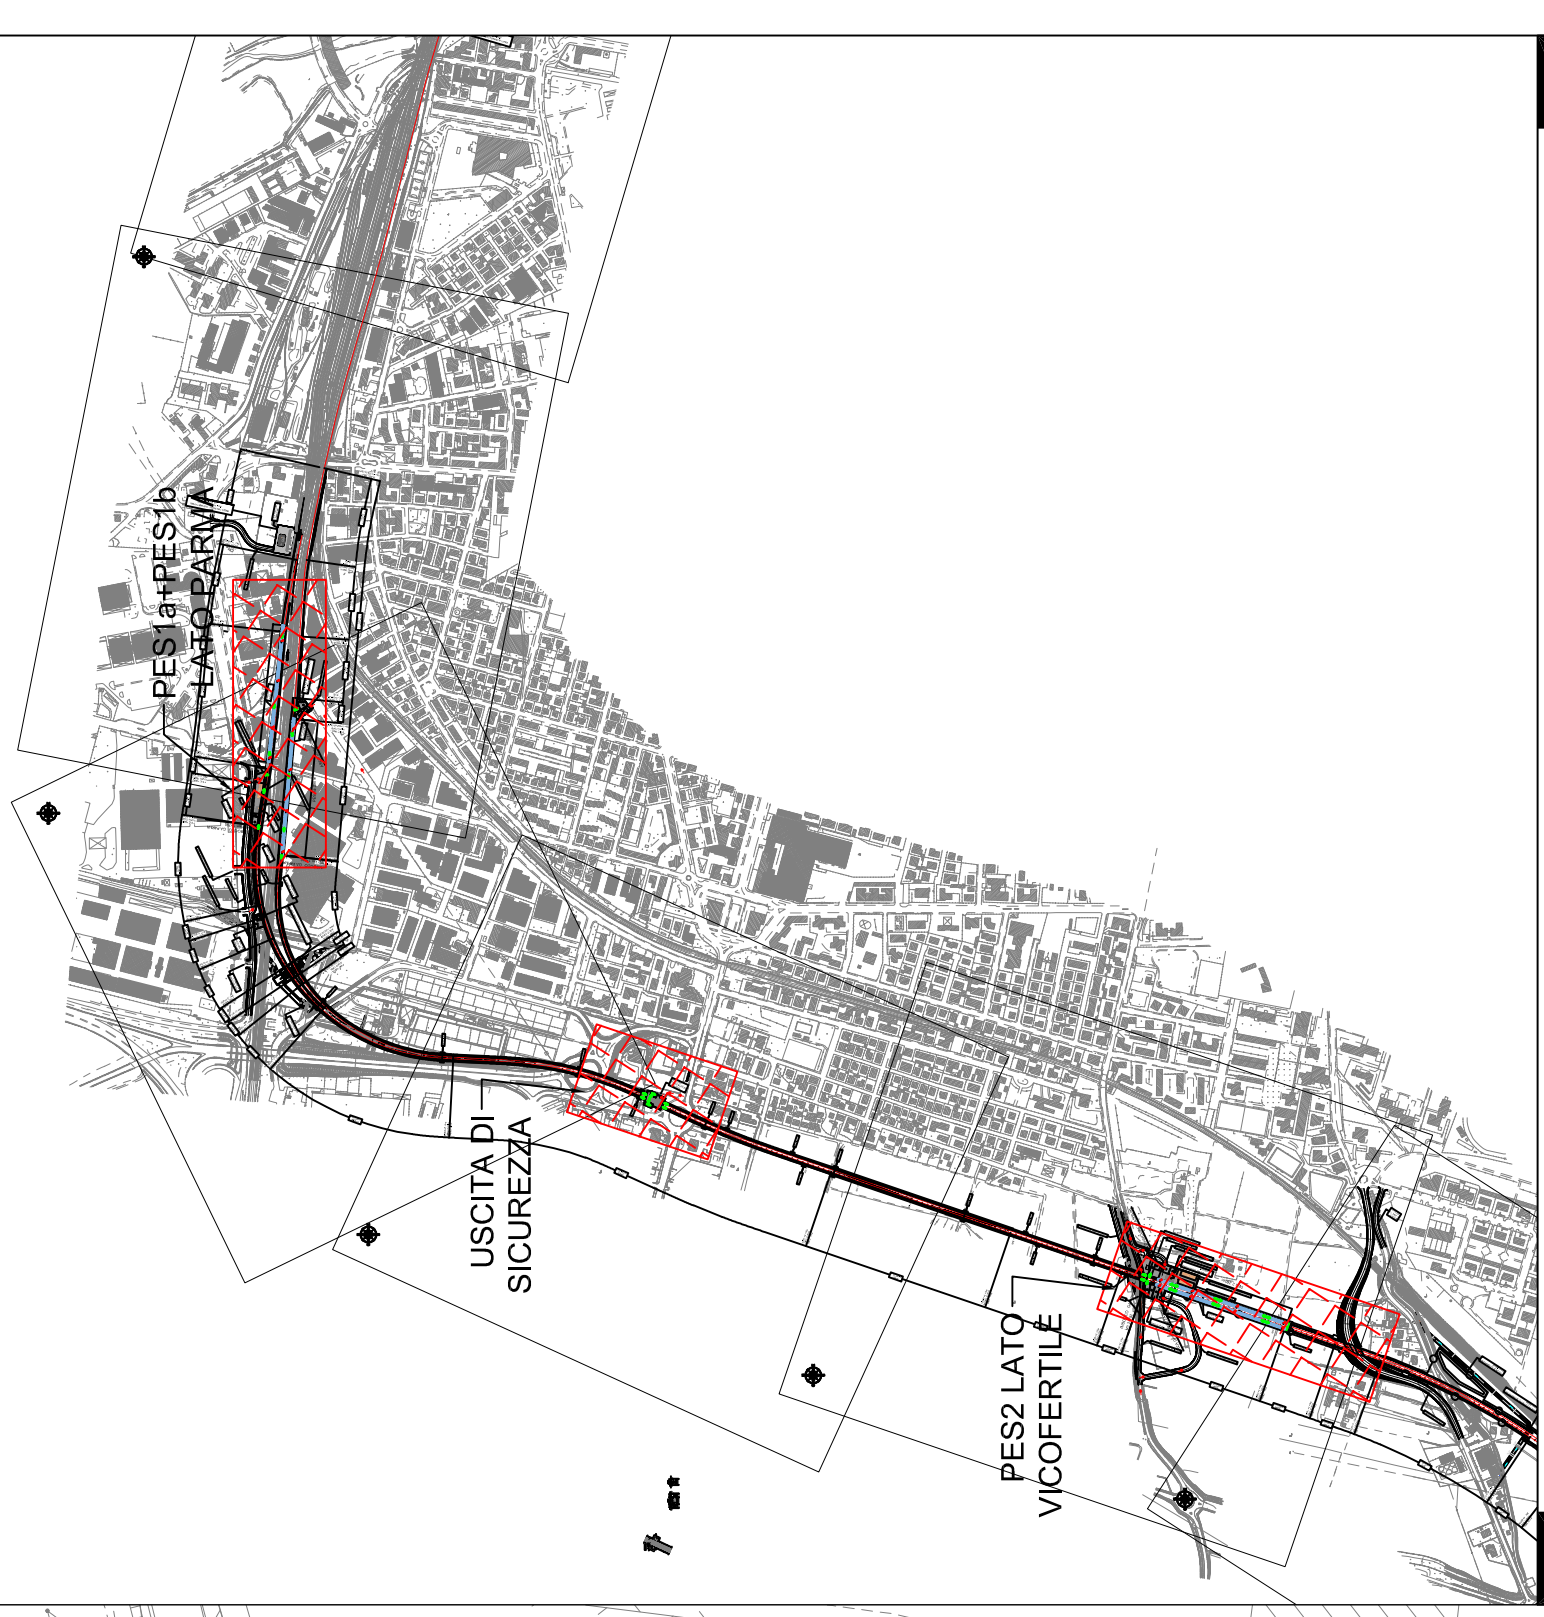 PES1a+PES1b
LATO PARMA
USCITA DI
SICUREZZA
PES2 LATO
VICOFERTILE